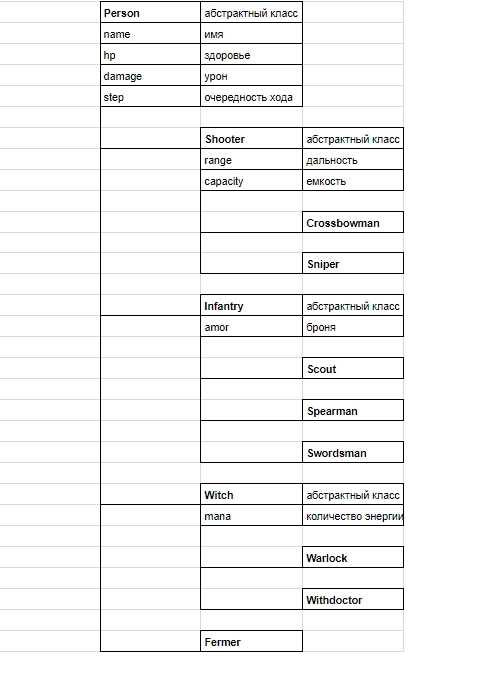 Person абстрактный класс
name имя
hp здоровье
damage урон
step очередность хода
Shooter абстрактный класс
range дальность
capacity емкость
Crossbowman
Sniper
Infantry абстрактный класс
amor броня
Scout
Spearman
Swordsman
Witch абстрактный класс
mana количество энергии
Warlock
Withdoctor
Fermer